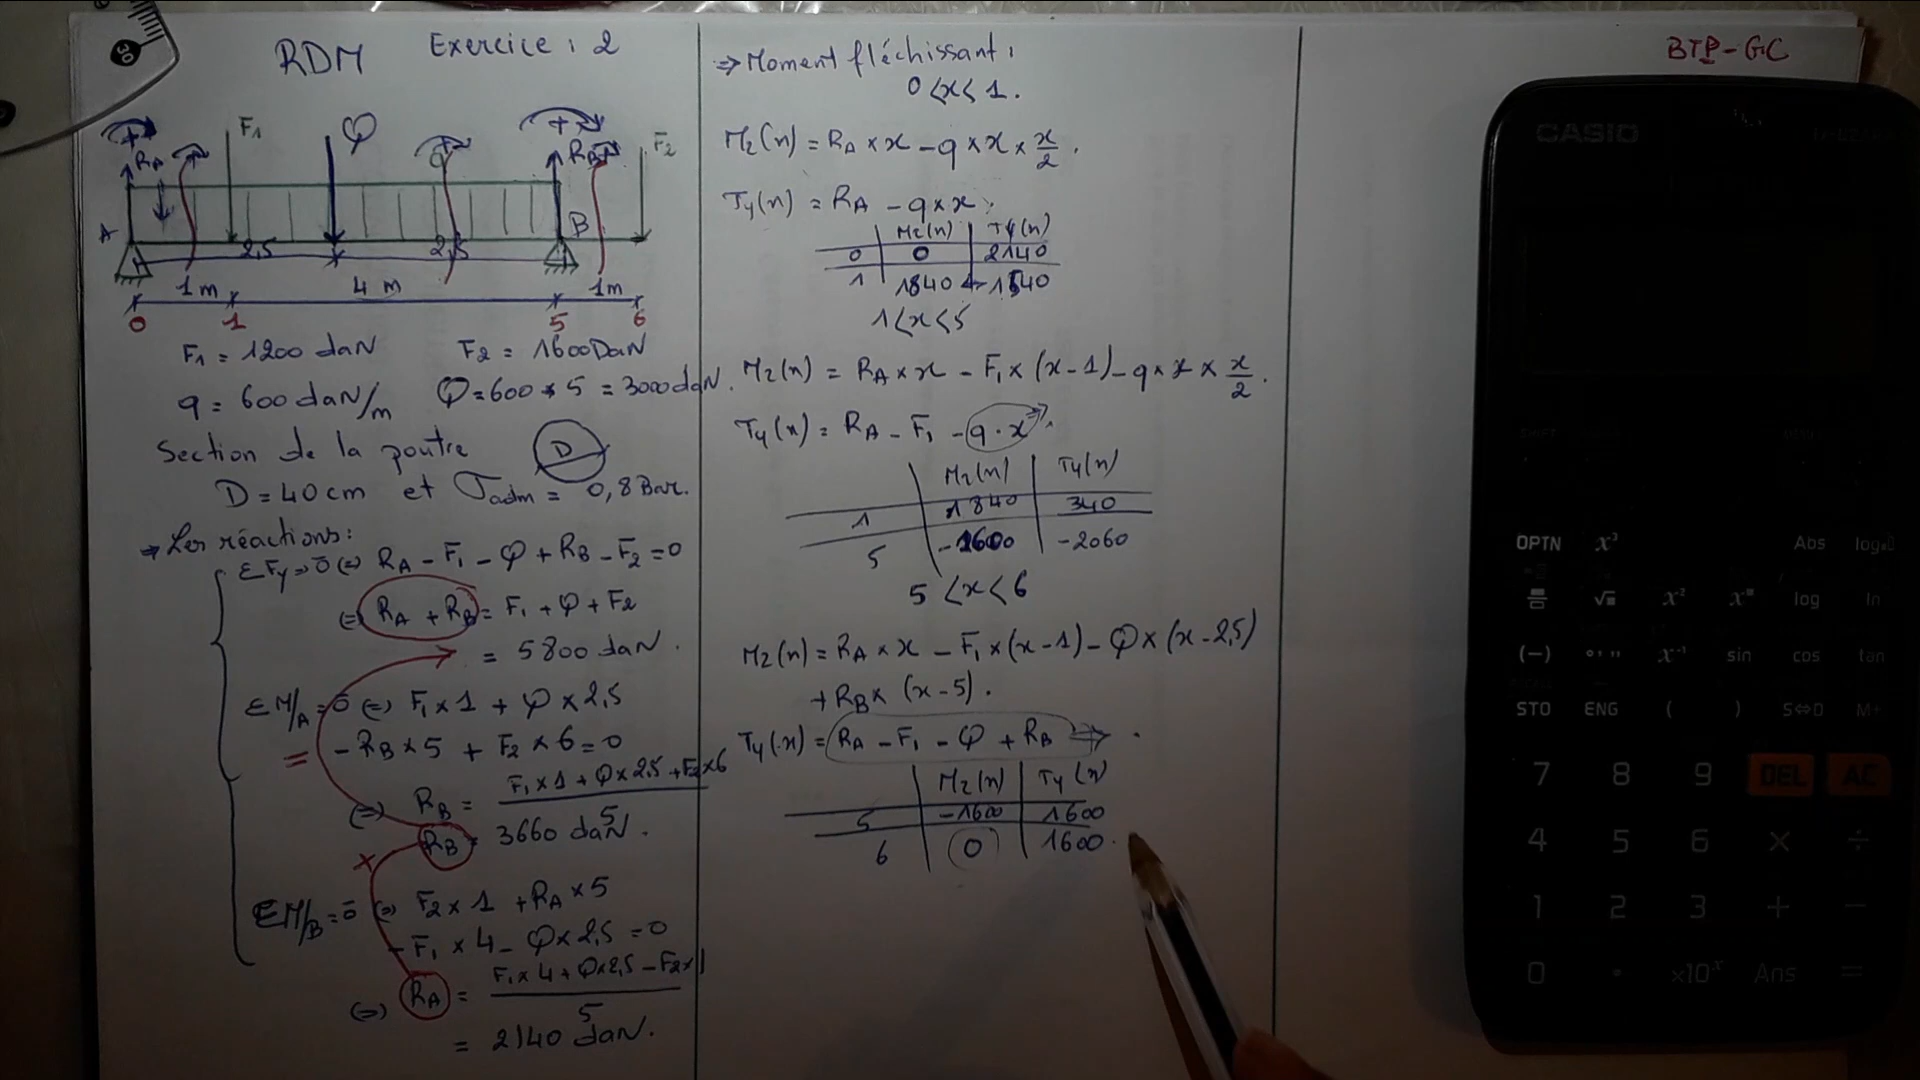 RDM Exercice : 2
F1 φ F2
+ +
RA RB
A B
2,5 2,5
1m 4 m 1m
0 1 5 6
F1 = 1200 daN F2 = 1600 DaN
q = 600 daN/m φ = 600 × 5 = 3000 daN.
Section de la poutre D
D = 40 cm et σadm = 0,8 Bar.
⇒ Les réactions :
ΣFy = 0 ⇔ RA - F1 - φ + RB - F2 = 0
⇔ RA + RB = F1 + φ + F2
= 5800 daN.
ΣM/A = 0 ⇔ F1 × 1 + φ × 2,5
- RB × 5 + F2 × 6 = 0
⇔ RB = F1 × 1 + φ × 2,5 + F2 × 6
5
RB = 3660 daN.
ΣM/B = 0 ⇔ F2 × 1 + RA × 5
- F1 × 4 - φ × 2,5 = 0
⇔ RA = F1 × 4 + φ × 2,5 - F2 × 1
5
= 2140 daN.
⇒ Moment fléchissant :
0 < x < 1.
Mz(x) = RA × x - q × x × x/2.
Ty(x) = RA - q × x.
Mz(x) Ty(x)
0 0 2140
1 1840 1540
1 < x < 5
Mz(x) = RA × x - F1 × (x - 1) - q × x × x/2.
Ty(x) = RA - F1 - q · x
Mz(x) Ty(x)
1 1840 340
5 -1600 -2060
5 < x < 6
Mz(x) = RA × x - F1 × (x - 1) - φ × (x - 2,5)
+ RB × (x - 5).
Ty(x) = RA - F1 - φ + RB
Mz(x) Ty(x)
5 -1600 1600
6 0 1600.
BTP-GC
CASIO
OPTN x³ Abs log
√ x² xⁿ log ln
(-) x⁻¹ sin cos tan
STO ENG ( ) S⇔D M+
7 8 9 DEL AC
4 5 6 × ÷
1 2 3 + −
0 · ×10ˣ Ans =
30